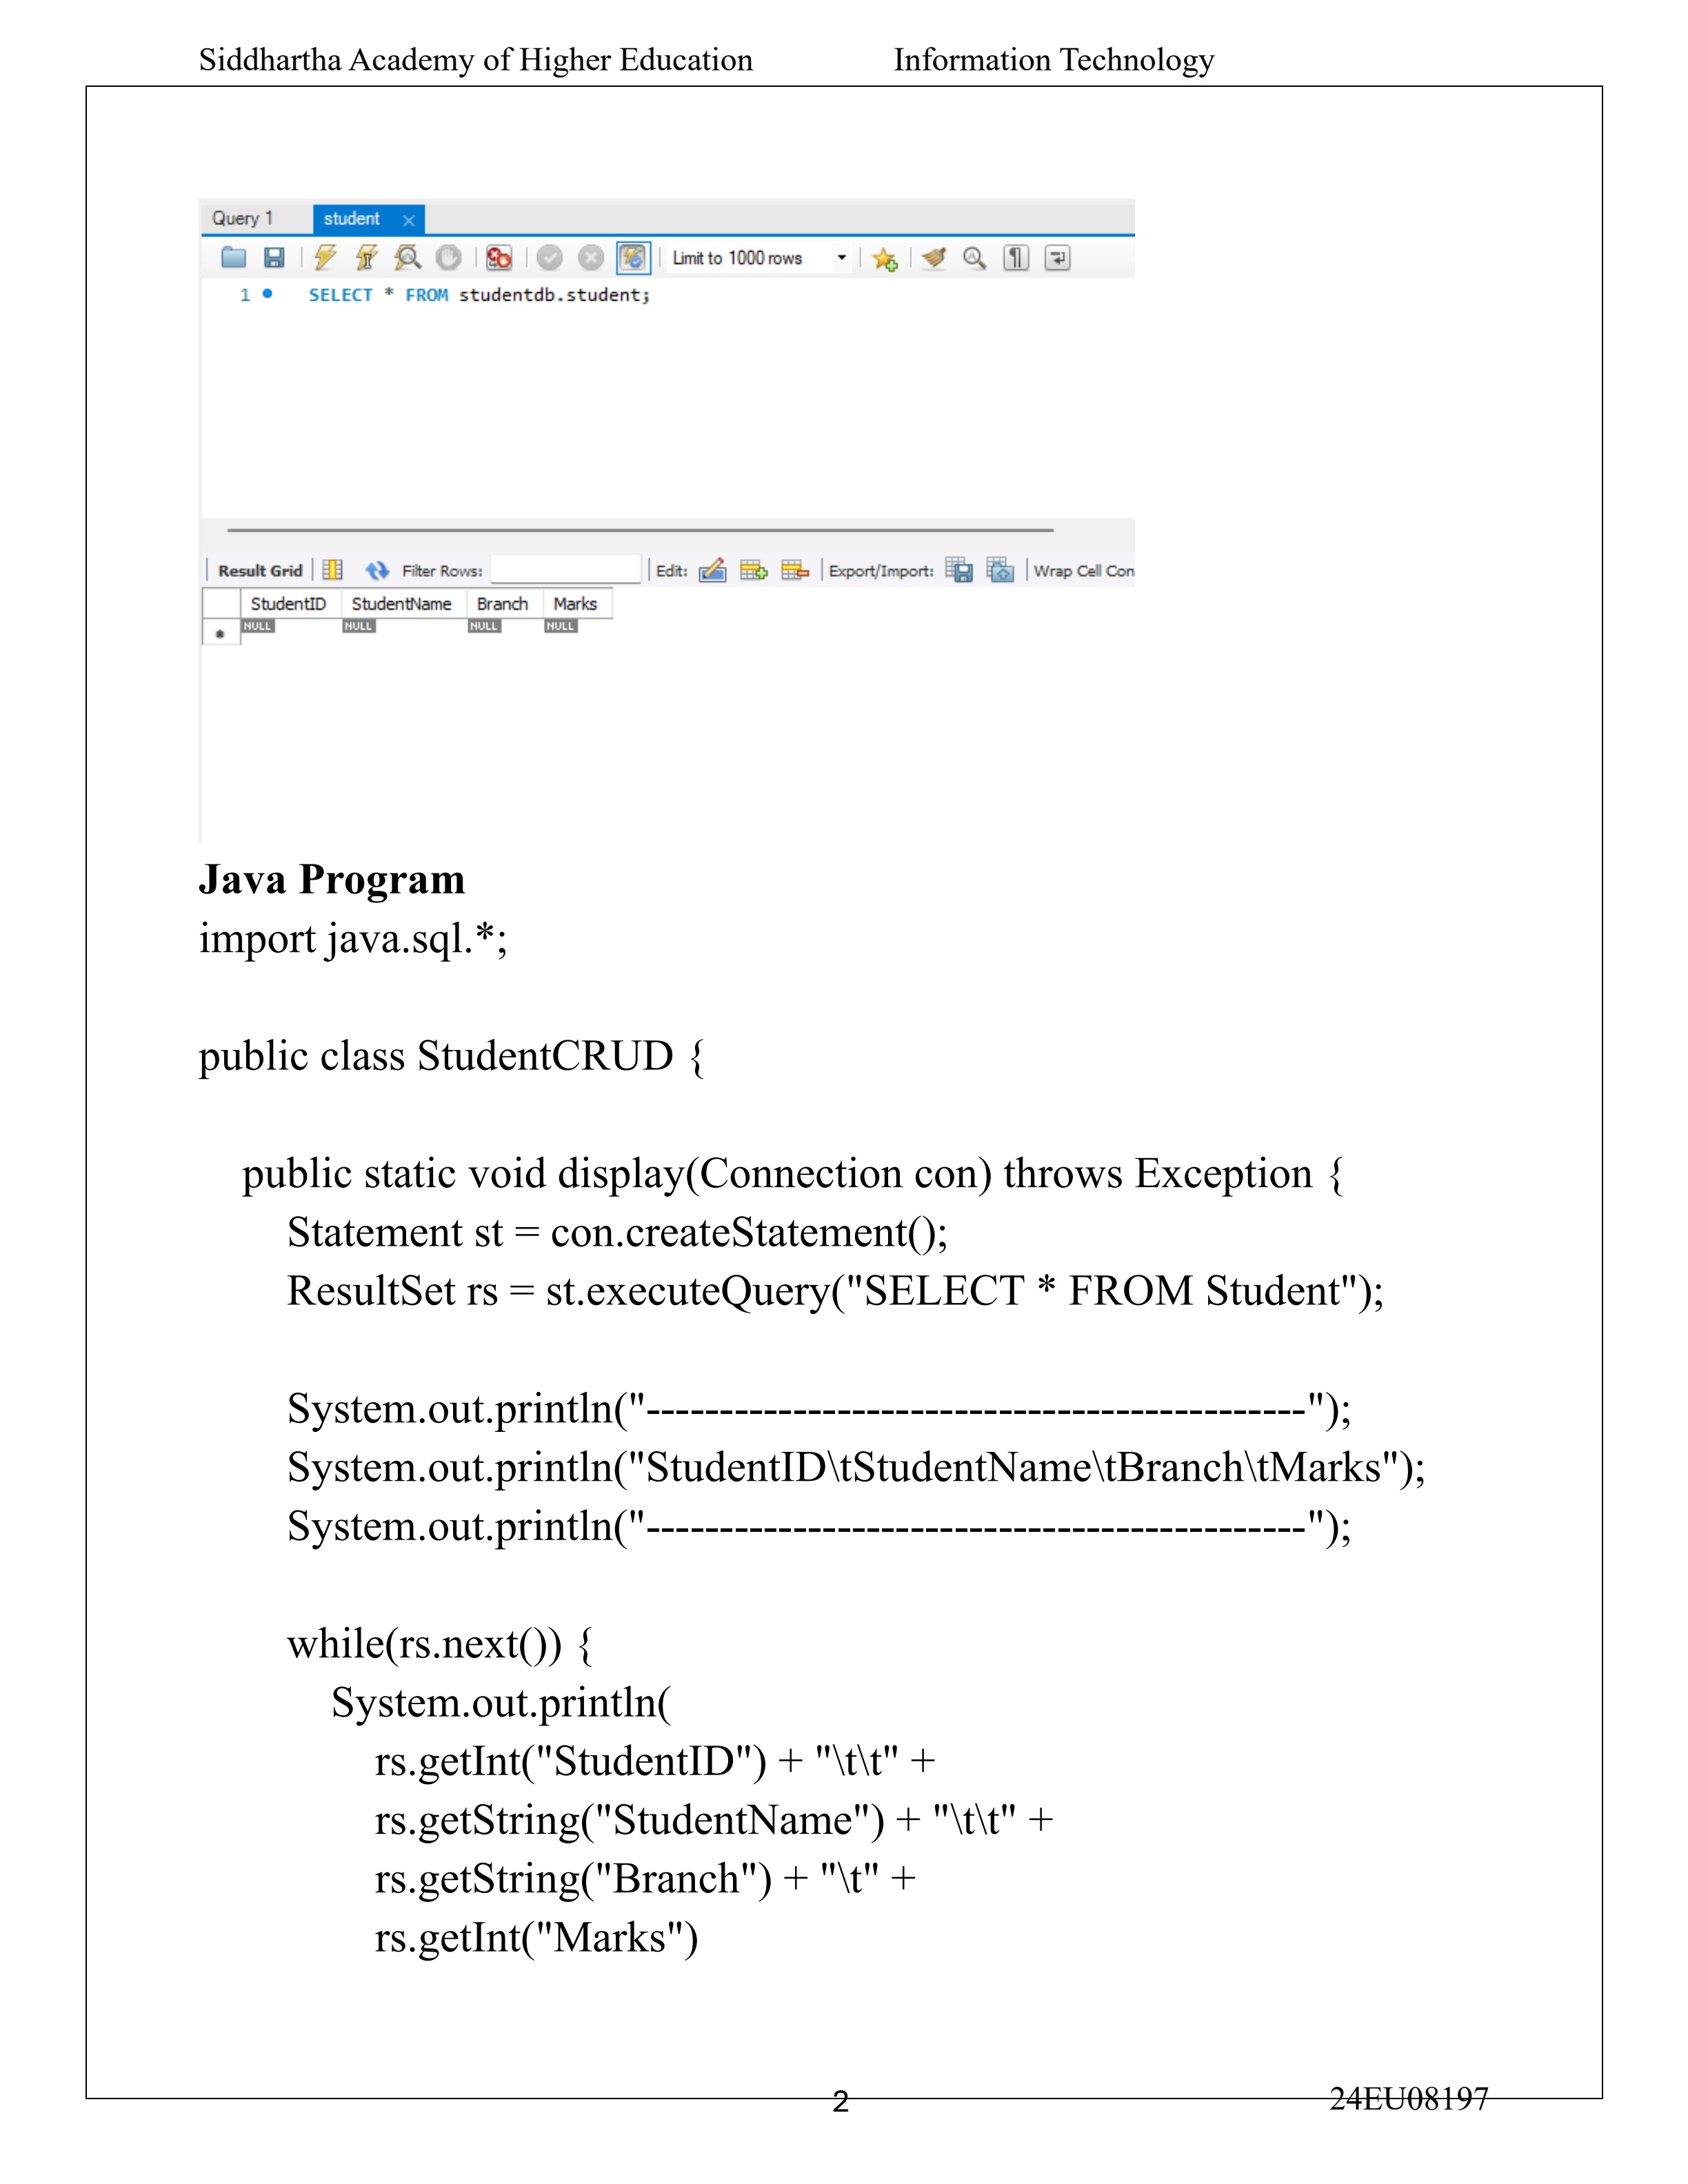 Siddhartha Academy of Higher Education Information Technology
Query 1 student
Limit to 1000 rows
1 SELECT * FROM studentdb.student;
Result Grid Filter Rows: Edit: Export/Import: Wrap Cell Con
StudentID StudentName Branch Marks
NULL NULL NULL NULL
Java Program
import java.sql.*;
public class StudentCRUD {
public static void display(Connection con) throws Exception {
Statement st = con.createStatement();
ResultSet rs = st.executeQuery("SELECT * FROM Student");
System.out.println("---------------------------------------------");
System.out.println("StudentID\tStudentName\tBranch\tMarks");
System.out.println("---------------------------------------------");
while(rs.next()) {
System.out.println(
rs.getInt("StudentID") + "\t\t" +
rs.getString("StudentName") + "\t\t" +
rs.getString("Branch") + "\t" +
rs.getInt("Marks")
2 24EU08197